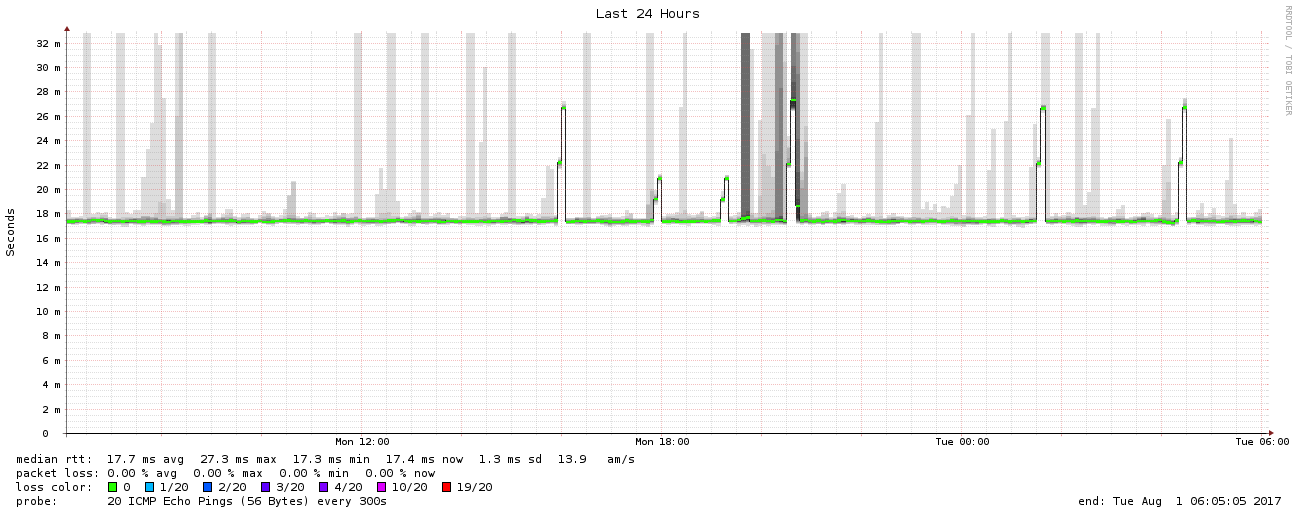 Last 24 Hours
RRDTOOL / TOBI OETIKER
Seconds
32 m
30 m
28 m
26 m
24 m
22 m
20 m
18 m
16 m
14 m
12 m
10 m
8 m
6 m
4 m
2 m
0
Mon 12:00 Mon 18:00 Tue 00:00 Tue 06:00
median rtt: 17.7 ms avg 27.3 ms max 17.3 ms min 17.4 ms now 1.3 ms sd 13.9 am/s
packet loss: 0.00 % avg 0.00 % max 0.00 % min 0.00 % now
loss color: 0 1/20 2/20 3/20 4/20 10/20 19/20
probe: 20 ICMP Echo Pings (56 Bytes) every 300s end: Tue Aug 1 06:05:05 2017